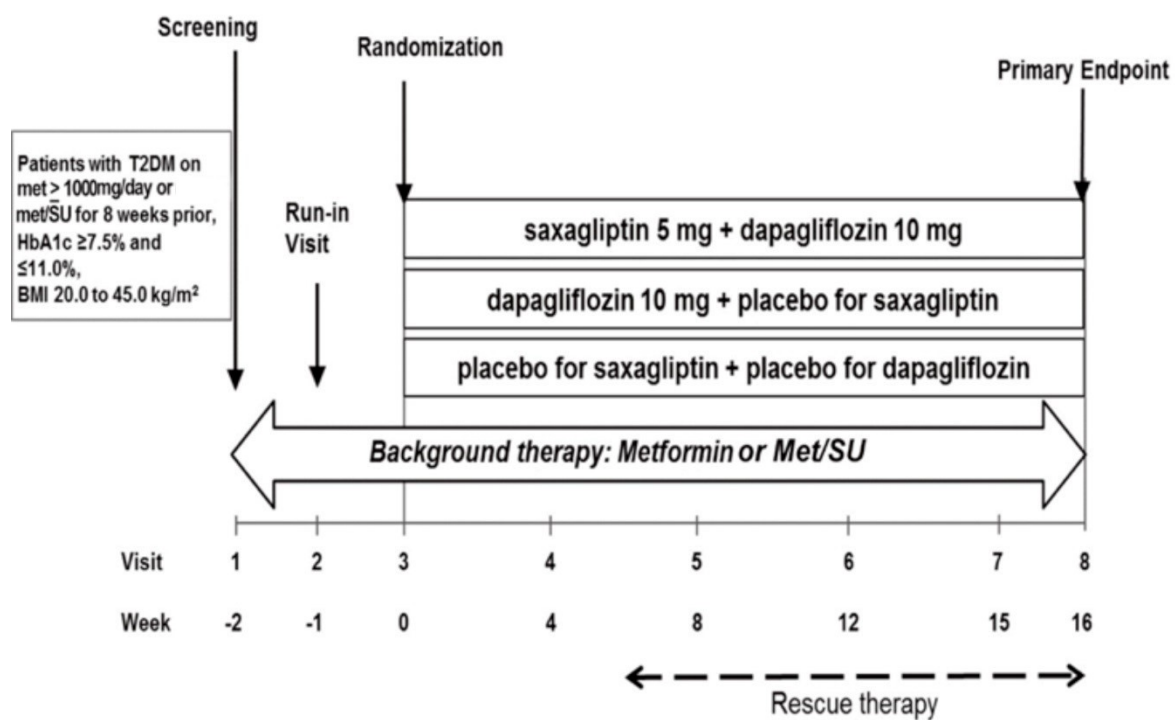 Screening
Randomization
Primary Endpoint
Patients with T2DM on
met > 1000mg/day or
met/SU for 8 weeks prior,
HbA1c ≥7.5% and
≤11.0%,
BMI 20.0 to 45.0 kg/m²
Run-in
Visit
saxagliptin 5 mg + dapagliflozin 10 mg
dapagliflozin 10 mg + placebo for saxagliptin
placebo for saxagliptin + placebo for dapagliflozin
Background therapy: Metformin or Met/SU
Visit 1 2 3 4 5 6 7 8
Week -2 -1 0 4 8 12 15 16
Rescue therapy